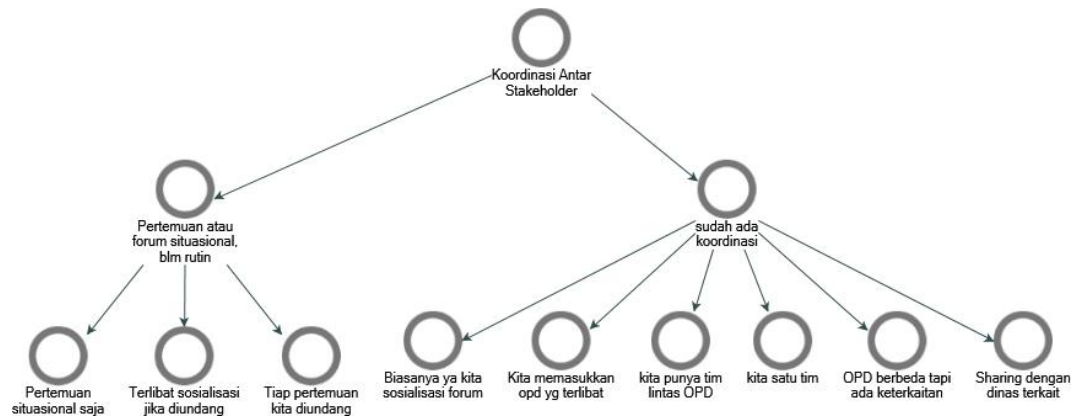 Koordinasi Antar
Stakeholder
Pertemuan atau
forum situasional,
blm rutin
sudah ada
koordinasi
Pertemuan
situasional saja
Terlibat sosialisasi
jika diundang
Tiap pertemuan
kita diundang
Biasanya ya kita
sosialisasi forum
Kita memasukkan
opd yg terlibat
kita punya tim
lintas OPD
kita satu tim
OPD berbeda tapi
ada keterkaitan
Sharing dengan
dinas terkait